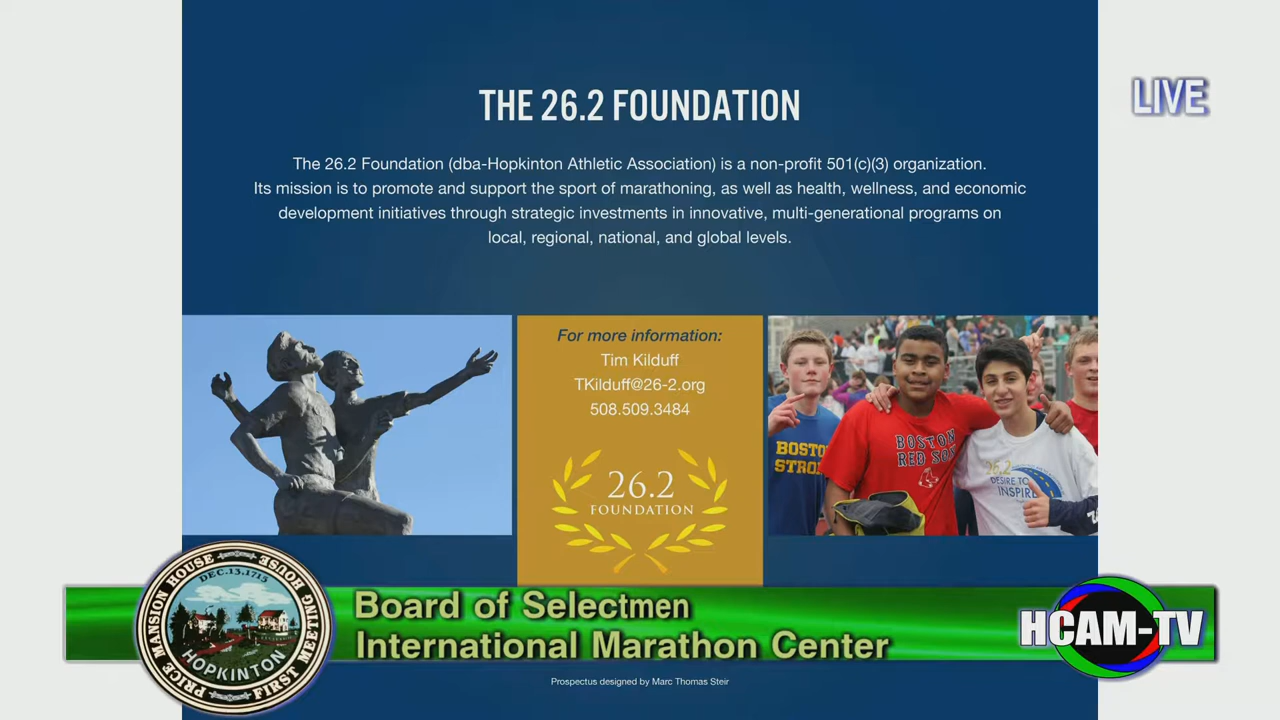 THE 26.2 FOUNDATION
LIVE
The 26.2 Foundation (dba-Hopkinton Athletic Association) is a non-profit 501(c)(3) organization.
Its mission is to promote and support the sport of marathoning, as well as health, wellness, and economic
development initiatives through strategic investments in innovative, multi-generational programs on
local, regional, national, and global levels.
For more information:
Tim Kilduff
TKilduff@26-2.org
508.509.3484
26.2
FOUNDATION
BOSTON
STRONG
BOSTON
RED SOX
26.2
DESIRE TO
INSPIRE
PRICE MANSION HOUSE
FIRST MEETING HOUSE
DEC.13.1715
HOPKINTON
Board of Selectmen
International Marathon Center
HCAM-TV
Prospectus designed by Marc Thomas Steir